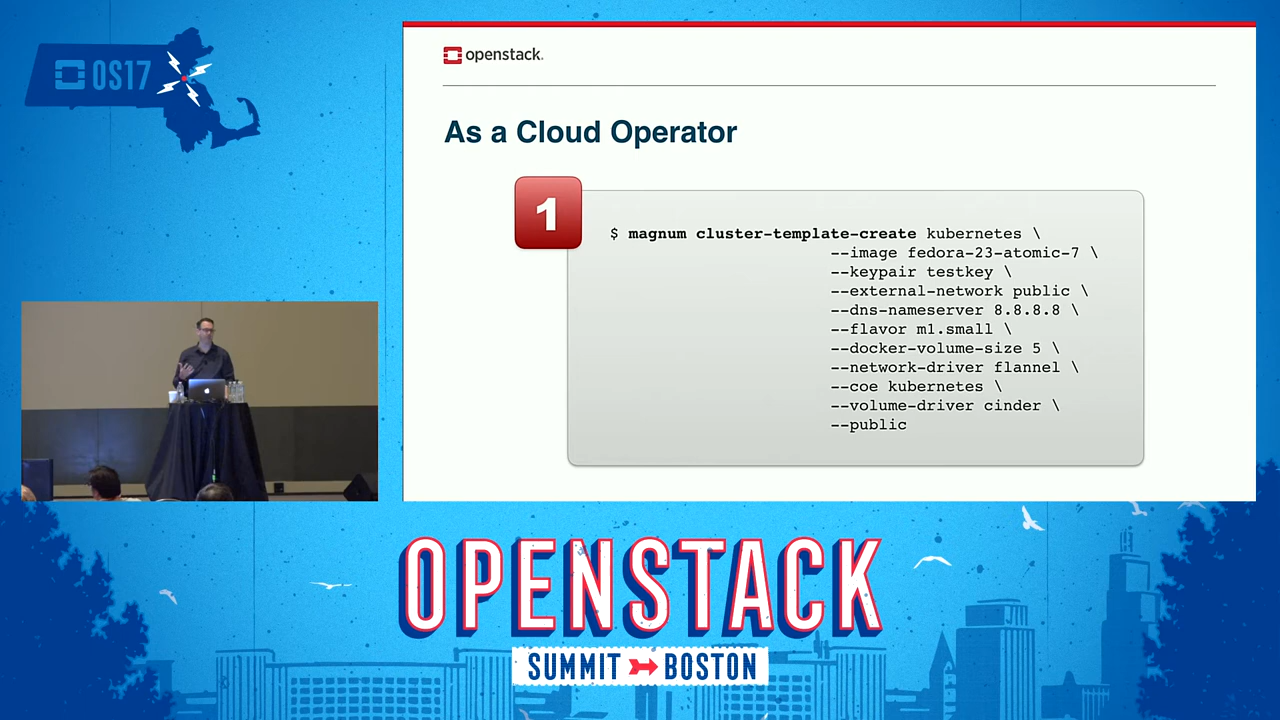 OS17
openstack.
As a Cloud Operator
1
$ magnum cluster-template-create kubernetes \
--image fedora-23-atomic-7 \
--keypair testkey \
--external-network public \
--dns-nameserver 8.8.8.8 \
--flavor m1.small \
--docker-volume-size 5 \
--network-driver flannel \
--coe kubernetes \
--volume-driver cinder \
--public
OPENSTACK
SUMMIT BOSTON